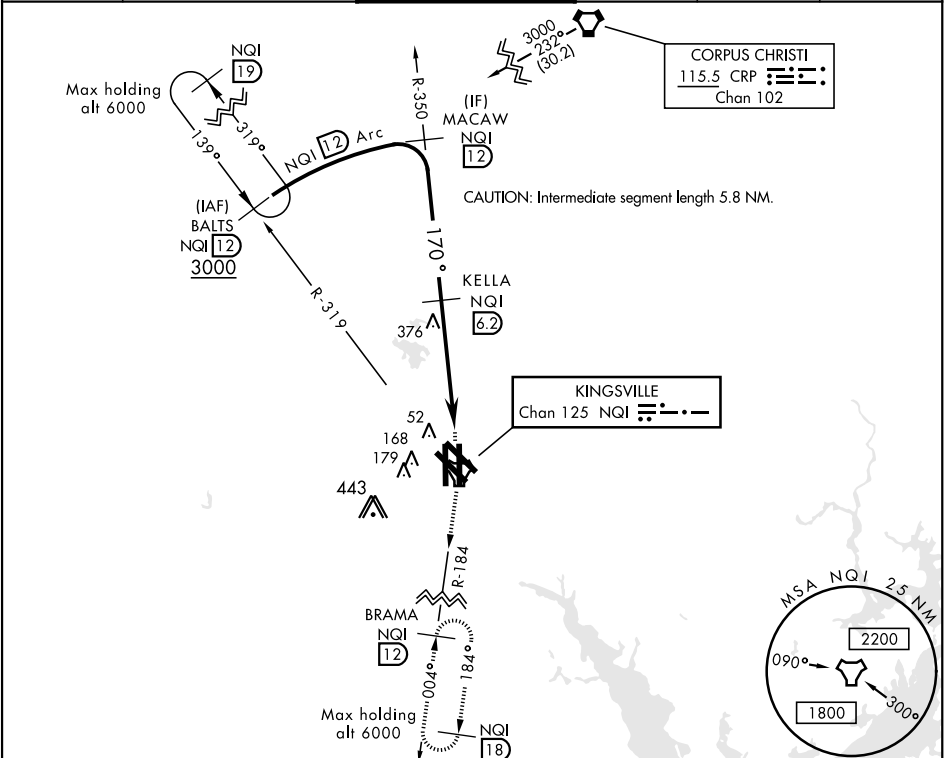 3000
232°
(30.2)
CORPUS CHRISTI
115.5 CRP
Chan 102
NQI
19
Max holding
alt 6000
139°
319°
NQI 12 Arc
R-350
(IF)
MACAW
NQI
12
CAUTION: Intermediate segment length 5.8 NM.
(IAF)
BALTS
NQI 12
3000
R-319
170°
KELLA
NQI
6.2
376
KINGSVILLE
Chan 125 NQI
52
168
179
443
R-184
BRAMA
NQI
12
004°
184°
Max holding
alt 6000
NQI
18
MSA NQI 25 NM
2200
090°
300°
1800